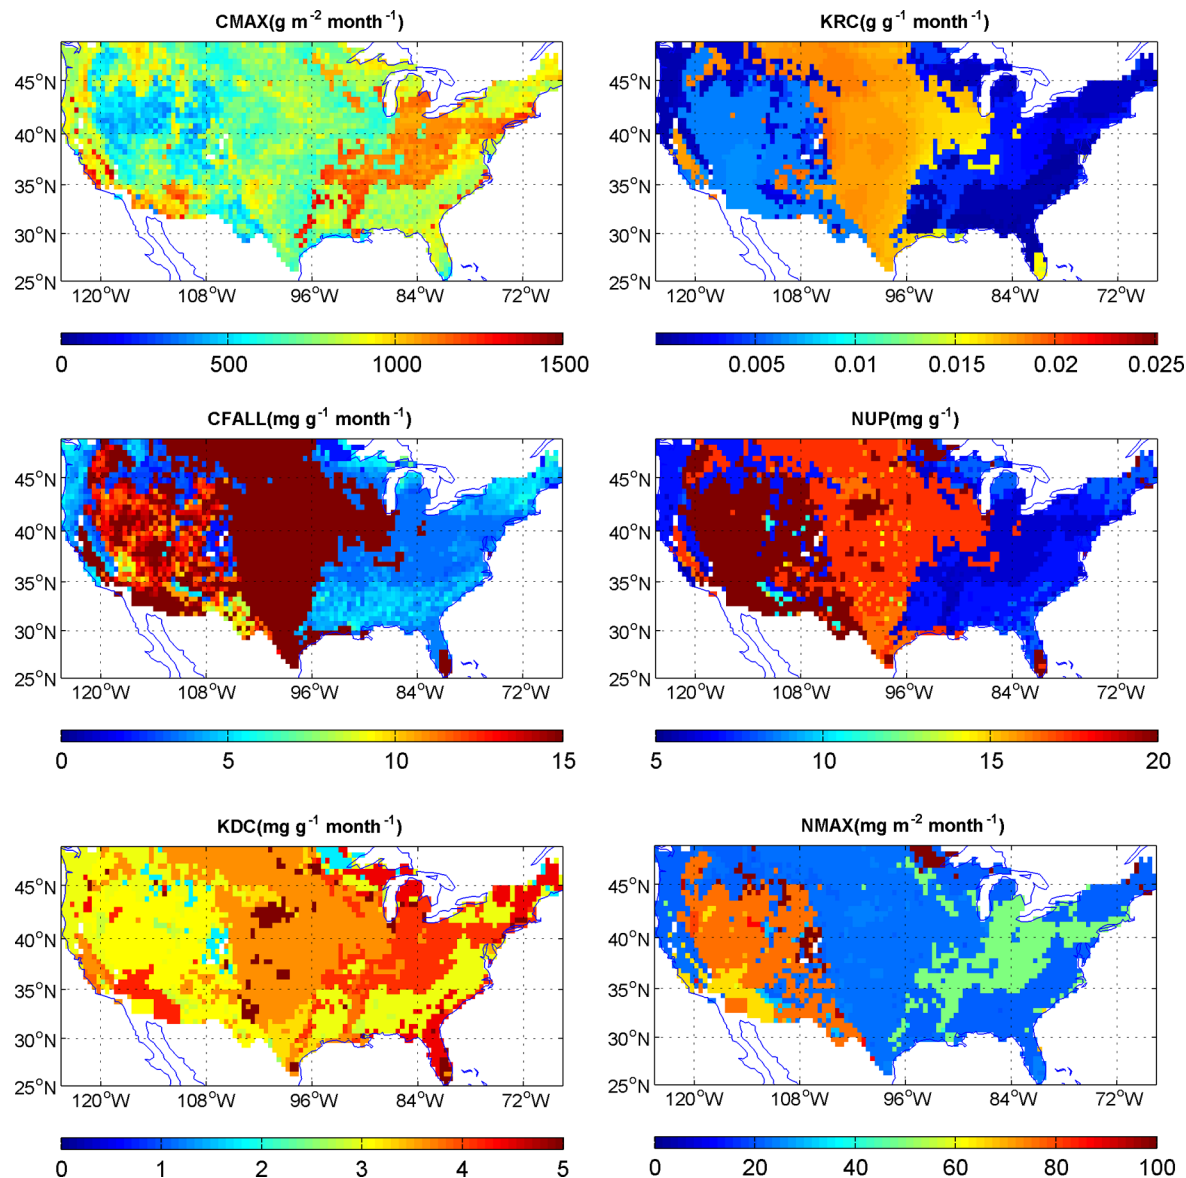 CMAX(g m⁻² month⁻¹)
45°N
40°N
35°N
30°N
25°N
120°W 108°W 96°W 84°W 72°W
0 500 1000 1500
KRC(g g⁻¹ month⁻¹)
45°N
40°N
35°N
30°N
25°N
120°W 108°W 96°W 84°W 72°W
0.005 0.01 0.015 0.02 0.025
CFALL(mg g⁻¹ month⁻¹)
45°N
40°N
35°N
30°N
25°N
120°W 108°W 96°W 84°W 72°W
0 5 10 15
NUP(mg g⁻¹)
45°N
40°N
35°N
30°N
25°N
120°W 108°W 96°W 84°W 72°W
5 10 15 20
KDC(mg g⁻¹ month⁻¹)
45°N
40°N
35°N
30°N
25°N
120°W 108°W 96°W 84°W 72°W
0 1 2 3 4 5
NMAX(mg m⁻² month⁻¹)
45°N
40°N
35°N
30°N
25°N
120°W 108°W 96°W 84°W 72°W
0 20 40 60 80 100